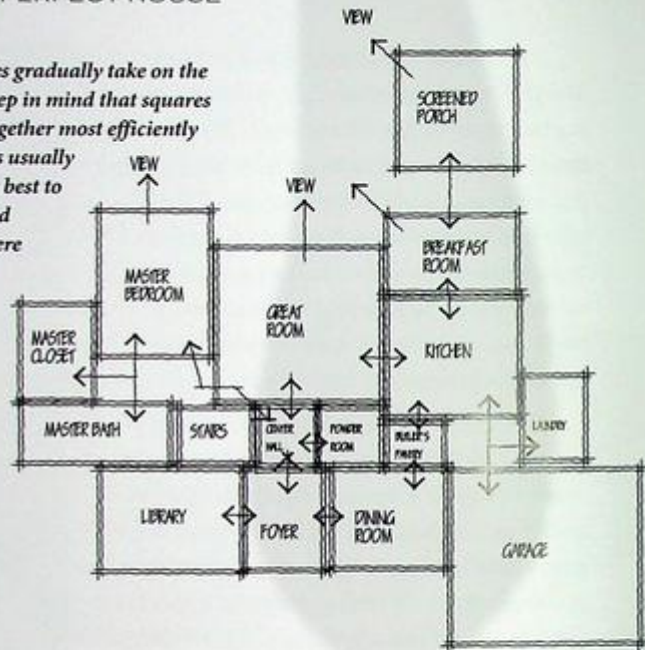 PERFECT HOUSE
es gradually take on the
ep in mind that squares
gether most efficiently
s usually
best to
d
ere
VIEW
SCREENED
PORCH
VIEW
VIEW
BREAKFAST
ROOM
MASTER
BEDROOM
GREAT
ROOM
KITCHEN
MASTER
CLOSET
LAUNDRY
MASTER BATH
STAIRS
CENTER
HALL
POWDER
ROOM
BUTLER'S
PANTRY
LIBRARY
FOYER
DINING
ROOM
GARAGE